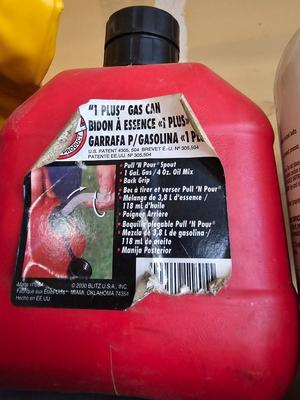 "1 PLUS" GAS CAN
BIDON À ESSENCE «1 PLUS»
GARRAFA P/GASOLINA «1 PL
U.S. PATENT 4305, 504 BREVET É.-U. Nº 305,504
PATENTE EE.UU. Nº 305,504
• Pull 'N' Pour Spout
• 1 Gal. Gas/4 Oz. Oil Mix
• Back Grip
• Bec à tirer et verser Pull 'N' Pour
• Mélange de 3,8 L d'essence /
118 ml d'huile
• Poignée Arrière
• Boquilla plegable Pull 'N' Pour
• Mezcla de 3,8 L de gasolina /
118 ml de aceite
• Manija Posterior
Made in USA
Fabriqué aux États Unis
Hecho en EE.UU.
© 2000 BLITZ U.S.A., INC.
MIAMI, OKLAHOMA 74354